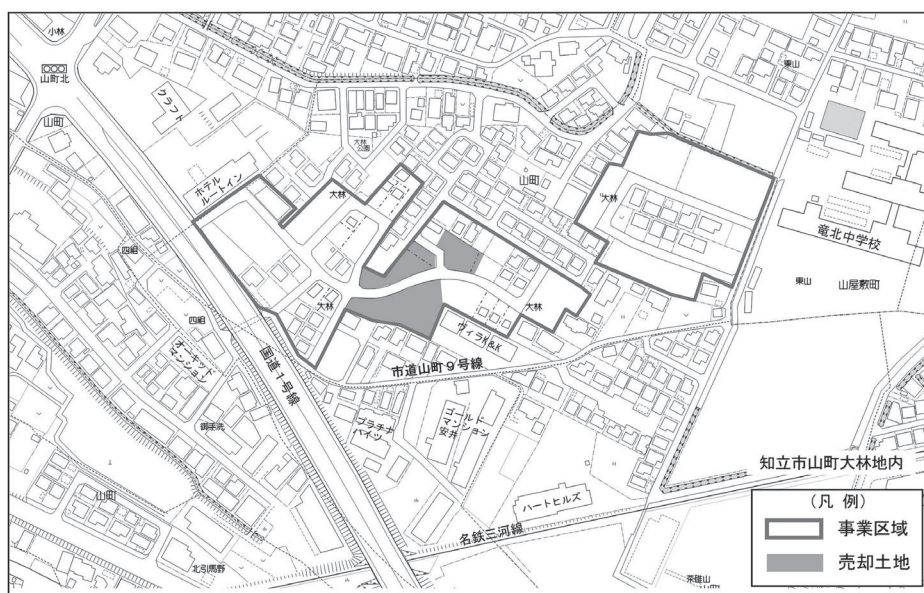 小林
山町北
山町
クラフト
ホテル
ルートイン
大林
公園
大林
山町
大林
東山
竜北中学校
東山
山屋敷町
四組
四組
オーキッド
マンション
国道1号線
大林
大林
ヴィラK&K
市道山町9号線
御手洗
プラチナ
ハイツ
ゴールド
マンション
安井
ハートヒルズ
山町
名鉄三河線
北引馬野
茶碓山
山町
知立市山町大林地内
(凡 例)
事業区域
売却土地